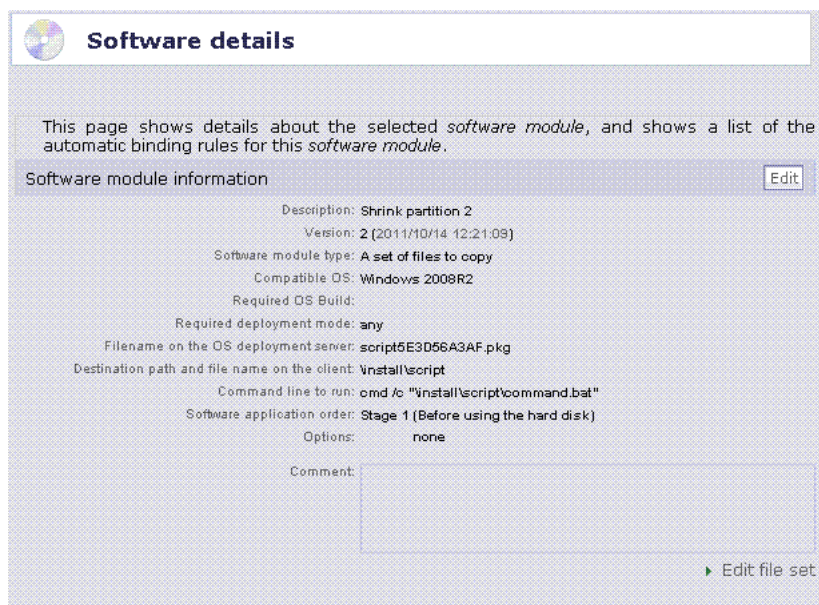 Software details
This page shows details about the selected software module, and shows a list of the
automatic binding rules for this software module.
Software module information
Edit
Description: Shrink partition 2
Version: 2 (2011/10/14 12:21:09)
Software module type: A set of files to copy
Compatible OS: Windows 2008R2
Required OS Build:
Required deployment mode: any
Filename on the OS deployment server: script5E3D56A3AF.pkg
Destination path and file name on the client: \install\script
Command line to run: cmd /c "\install\script\command.bat"
Software application order: Stage 1 (Before using the hard disk)
Options: none
Comment:
Edit file set